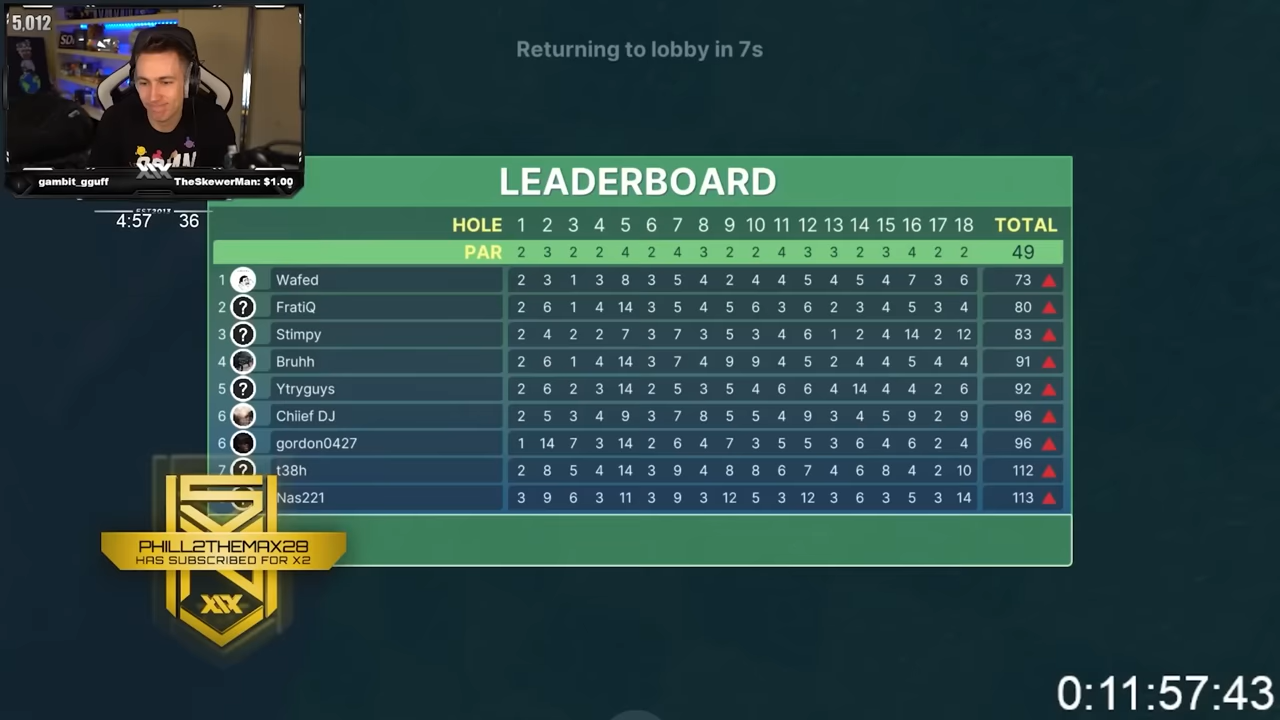 5,012
Returning to lobby in 7s
gambit_gguff TheSkewerMan: $1.00
4:57 36
LEADERBOARD
HOLE 1 2 3 4 5 6 7 8 9 10 11 12 13 14 15 16 17 18 TOTAL
PAR 2 3 2 2 4 2 4 3 2 2 4 3 3 2 3 4 2 2 49
1 Wafed 2 3 1 3 8 3 5 4 2 4 4 5 4 5 4 7 3 6 73
2 ? FratiQ 2 6 1 4 14 3 5 4 5 6 3 6 2 3 4 5 3 4 80
3 ? Stimpy 2 4 2 2 7 3 7 3 5 3 4 6 1 2 4 14 2 12 83
4 Bruhh 2 6 1 4 14 3 7 4 9 9 4 5 2 4 4 5 4 4 91
5 ? Ytryguys 2 6 2 3 14 2 5 3 5 4 6 6 4 14 4 4 2 6 92
6 Chiief DJ 2 5 3 4 9 3 7 8 5 5 4 9 3 4 5 9 2 9 96
6 gordon0427 1 14 7 3 14 2 6 4 7 3 5 5 3 6 4 6 2 4 96
7 ? t38h 2 8 5 4 14 3 9 4 8 8 6 7 4 6 8 4 2 10 112
Nas221 3 9 6 3 11 3 9 3 12 5 3 12 3 6 3 5 3 14 113
PHILL2THEMAX28
HAS SUBSCRIBED FOR X2
XIX
0:11:57:43